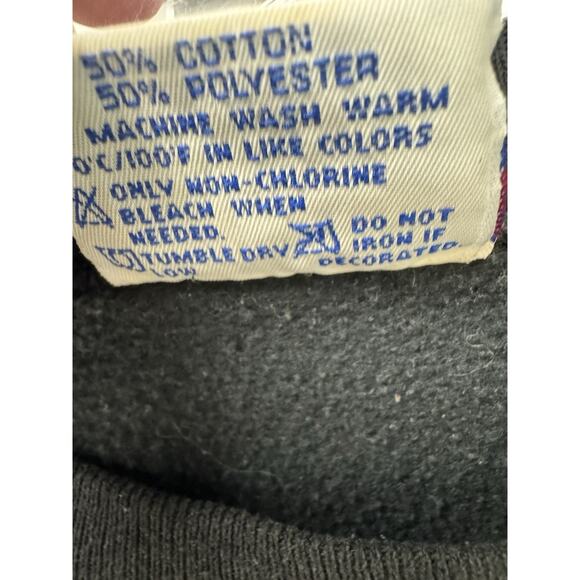 50% COTTON
50% POLYESTER
MACHINE WASH WARM
0°C/100°F IN LIKE COLORS
ONLY NON-CHLORINE
BLEACH WHEN
NEEDED.
TUMBLE DRY
LOW
DO NOT
IRON IF
DECORATED